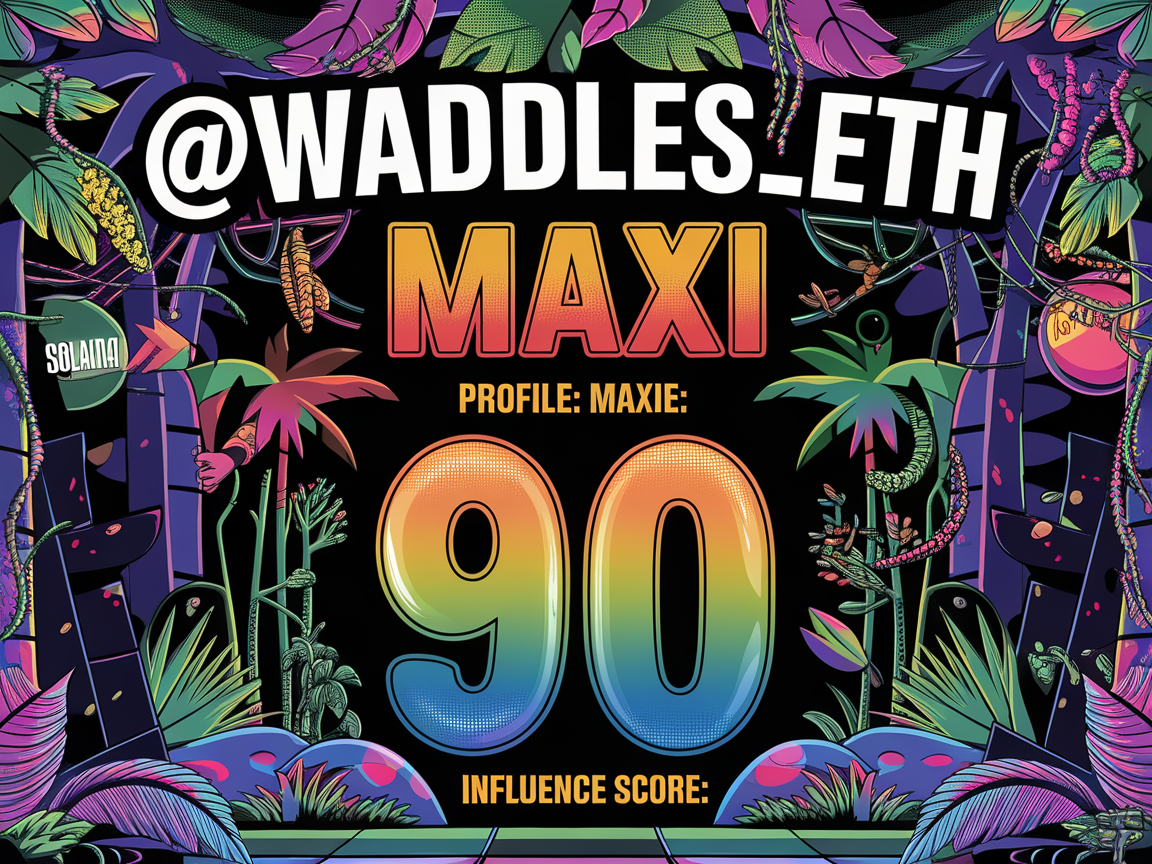 @WADDLES_ETH
MAXI
SOLAINA
PROFILE: MAXIE:
90
INFLUENCE SCORE: